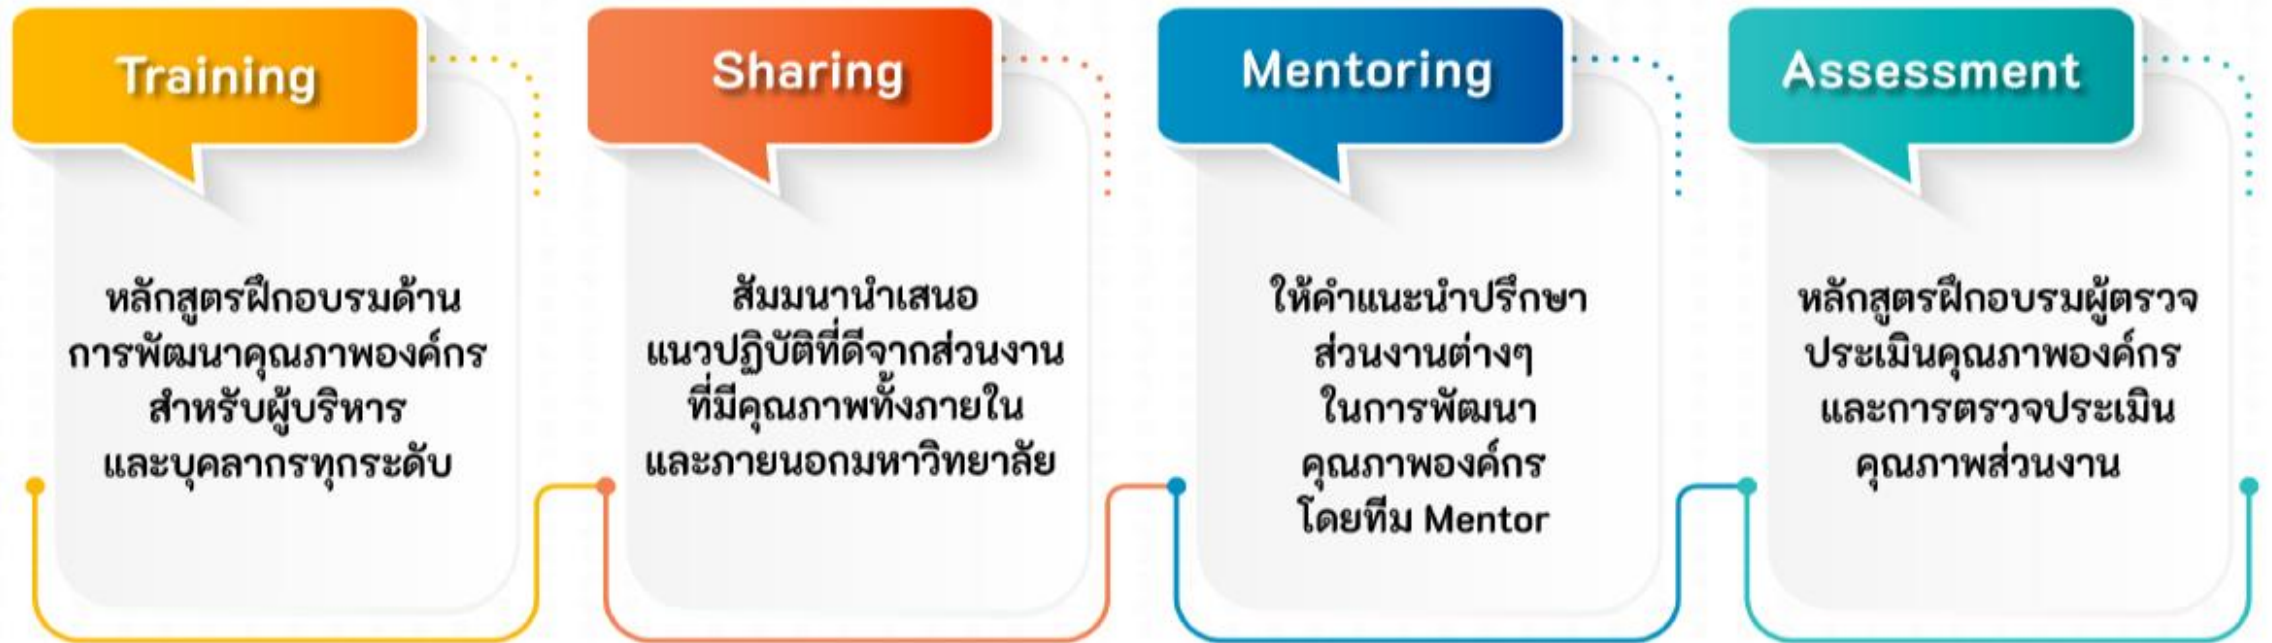 Training
หลักสูตรฝึกอบรมด้าน
การพัฒนาคุณภาพองค์กร
สำหรับผู้บริหาร
และบุคลากรทุกระดับ
Sharing
สัมมนานำเสนอ
แนวปฏิบัติที่ดีจากส่วนงาน
ที่มีคุณภาพทั้งภายใน
และภายนอกมหาวิทยาลัย
Mentoring
ให้คำแนะนำปรึกษา
ส่วนงานต่างๆ
ในการพัฒนา
คุณภาพองค์กร
โดยทีม Mentor
Assessment
หลักสูตรฝึกอบรมผู้ตรวจ
ประเมินคุณภาพองค์กร
และการตรวจประเมิน
คุณภาพส่วนงาน